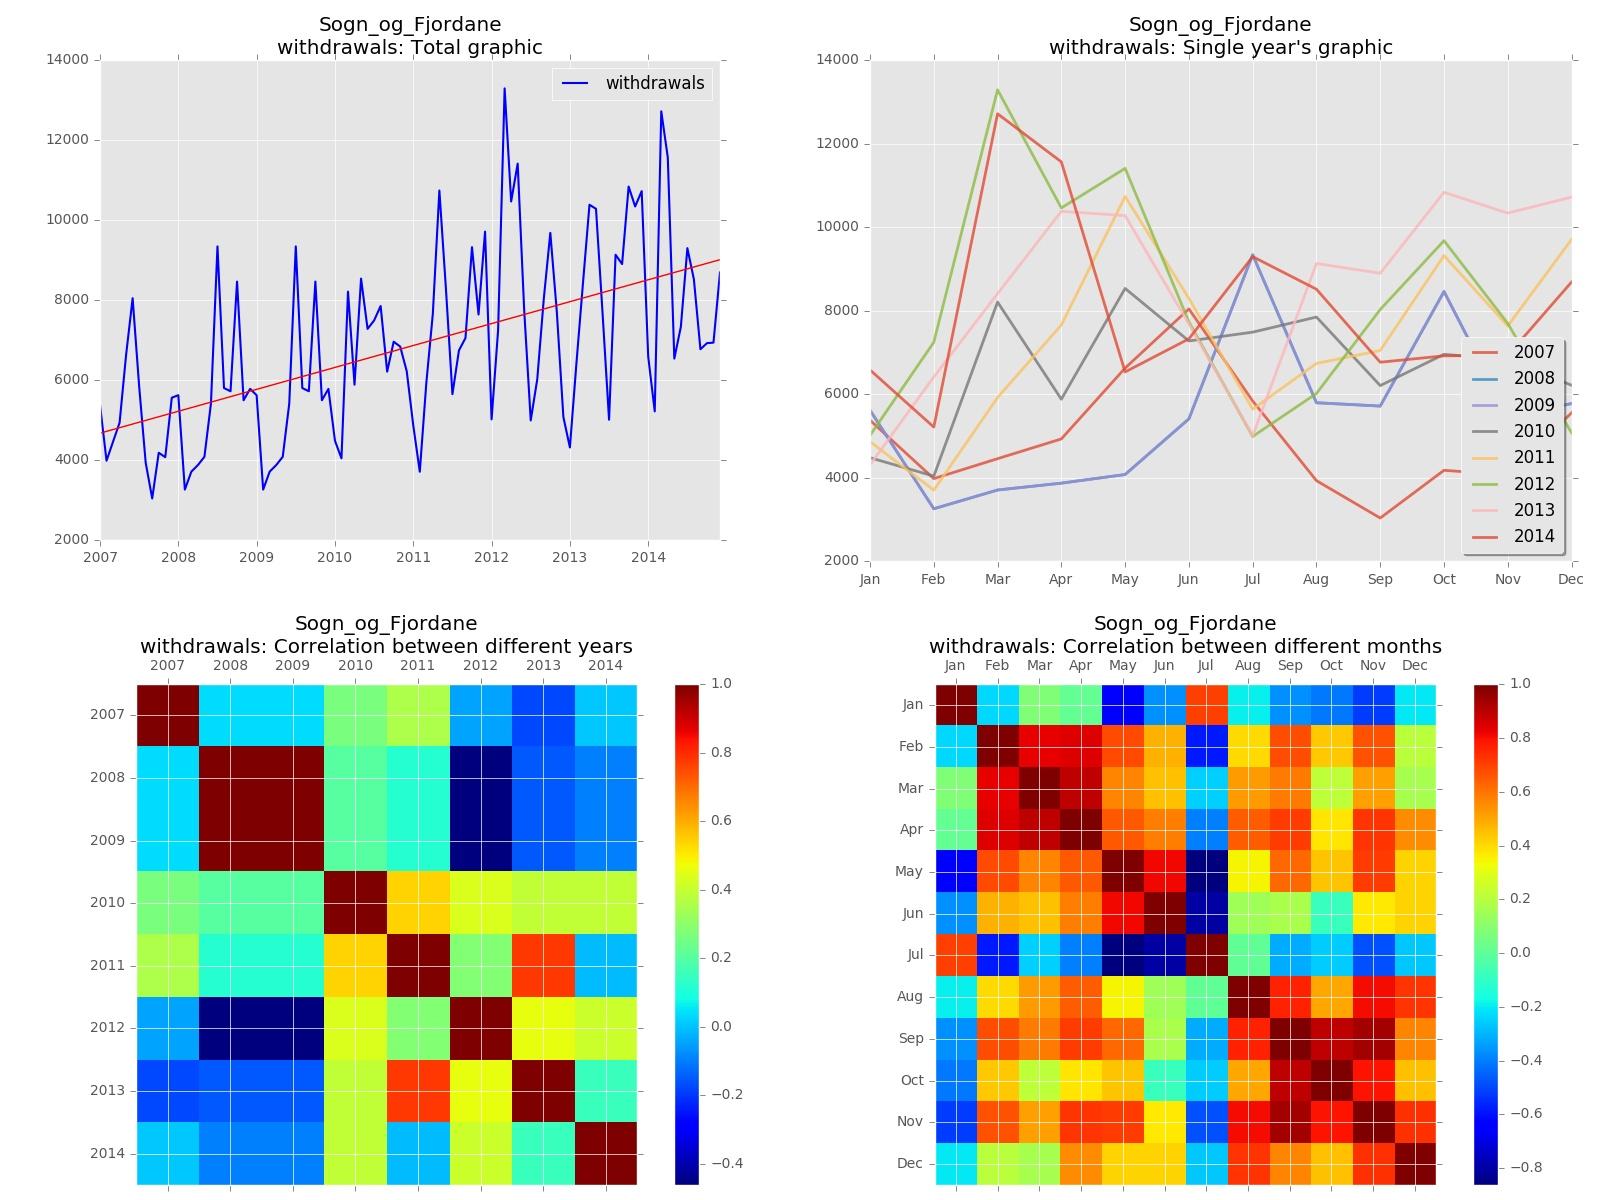 Sogn_og_Fjordane
withdrawals: Total graphic
14000
12000
10000
8000
6000
4000
2000
2007 2008 2009 2010 2011 2012 2013 2014
withdrawals
Sogn_og_Fjordane
withdrawals: Single year's graphic
14000
12000
10000
8000
6000
4000
2000
Jan Feb Mar Apr May Jun Jul Aug Sep Oct Nov Dec
2007
2008
2009
2010
2011
2012
2013
2014
Sogn_og_Fjordane
withdrawals: Correlation between different years
2007 2008 2009 2010 2011 2012 2013 2014
2007
2008
2009
2010
2011
2012
2013
2014
1.0
0.8
0.6
0.4
0.2
0.0
−0.2
−0.4
Sogn_og_Fjordane
withdrawals: Correlation between different months
Jan Feb Mar Apr May Jun Jul Aug Sep Oct Nov Dec
Jan
Feb
Mar
Apr
May
Jun
Jul
Aug
Sep
Oct
Nov
Dec
1.0
0.8
0.6
0.4
0.2
0.0
−0.2
−0.4
−0.6
−0.8